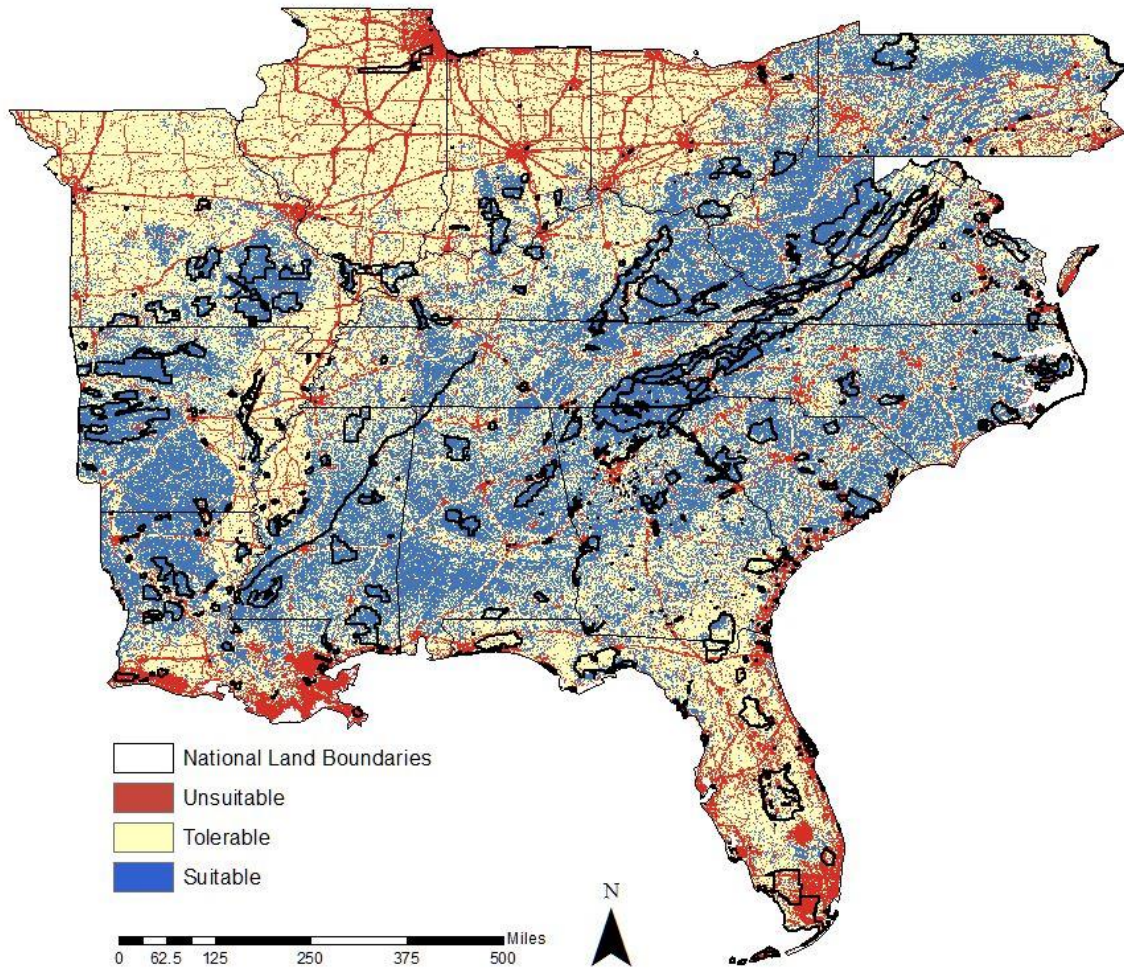 National Land Boundaries
Unsuitable
Tolerable
Suitable
N
Miles
0 62.5 125 250 375 500